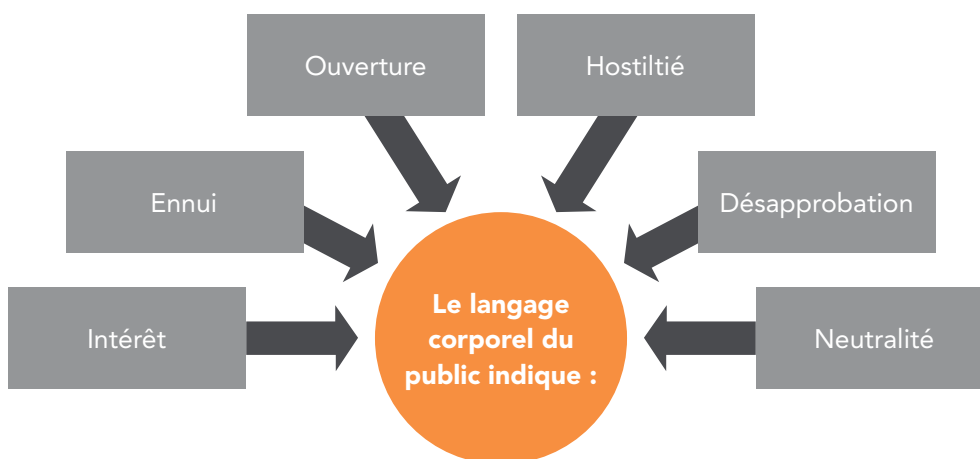 Ouverture
Hostiltié
Ennui
Désapprobation
Intérêt
Le langage
corporel du
public indique :
Neutralité